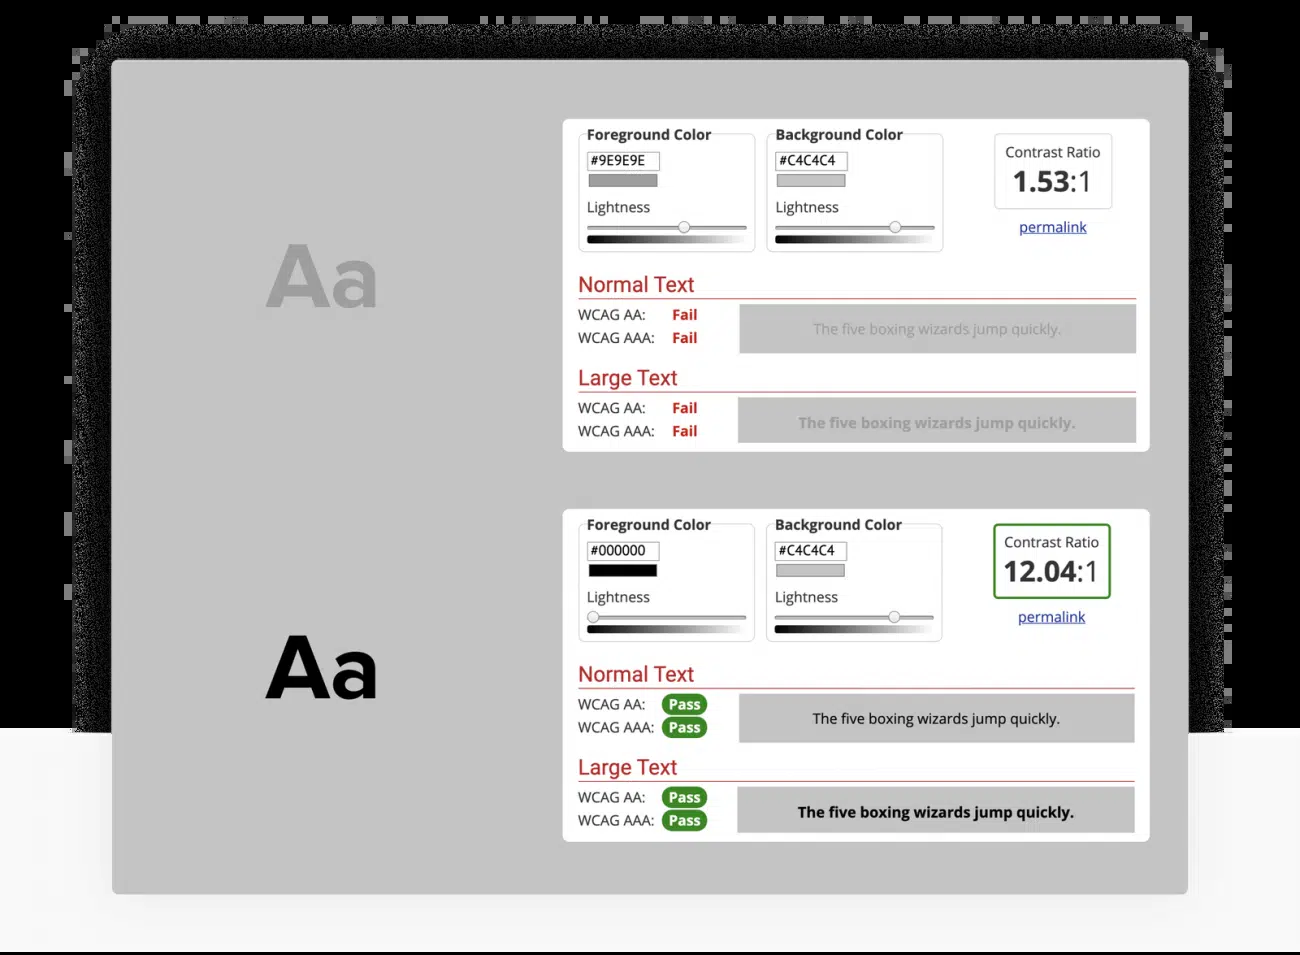 Aa
Foreground Color
#9E9E9E
Lightness
Background Color
#C4C4C4
Lightness
Contrast Ratio
1.53:1
permalink
Normal Text
WCAG AA: Fail
WCAG AAA: Fail
The five boxing wizards jump quickly.
Large Text
WCAG AA: Fail
WCAG AAA: Fail
The five boxing wizards jump quickly.
Aa
Foreground Color
#000000
Lightness
Background Color
#C4C4C4
Lightness
Contrast Ratio
12.04:1
permalink
Normal Text
WCAG AA: Pass
WCAG AAA: Pass
The five boxing wizards jump quickly.
Large Text
WCAG AA: Pass
WCAG AAA: Pass
The five boxing wizards jump quickly.